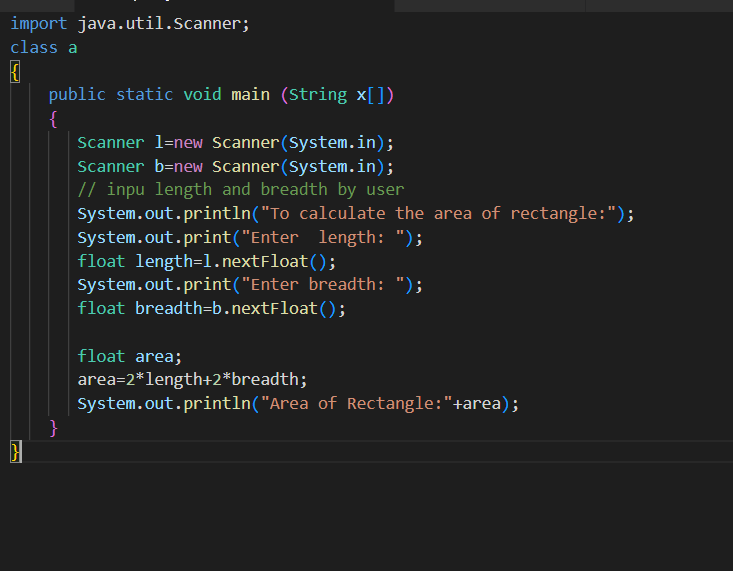 import java.util.Scanner;
class a
{
public static void main (String x[])
{
Scanner l=new Scanner(System.in);
Scanner b=new Scanner(System.in);
// inpu length and breadth by user
System.out.println("To calculate the area of rectangle:");
System.out.print("Enter  length: ");
float length=l.nextFloat();
System.out.print("Enter breadth: ");
float breadth=b.nextFloat();
float area;
area=2*length+2*breadth;
System.out.println("Area of Rectangle:"+area);
}
}